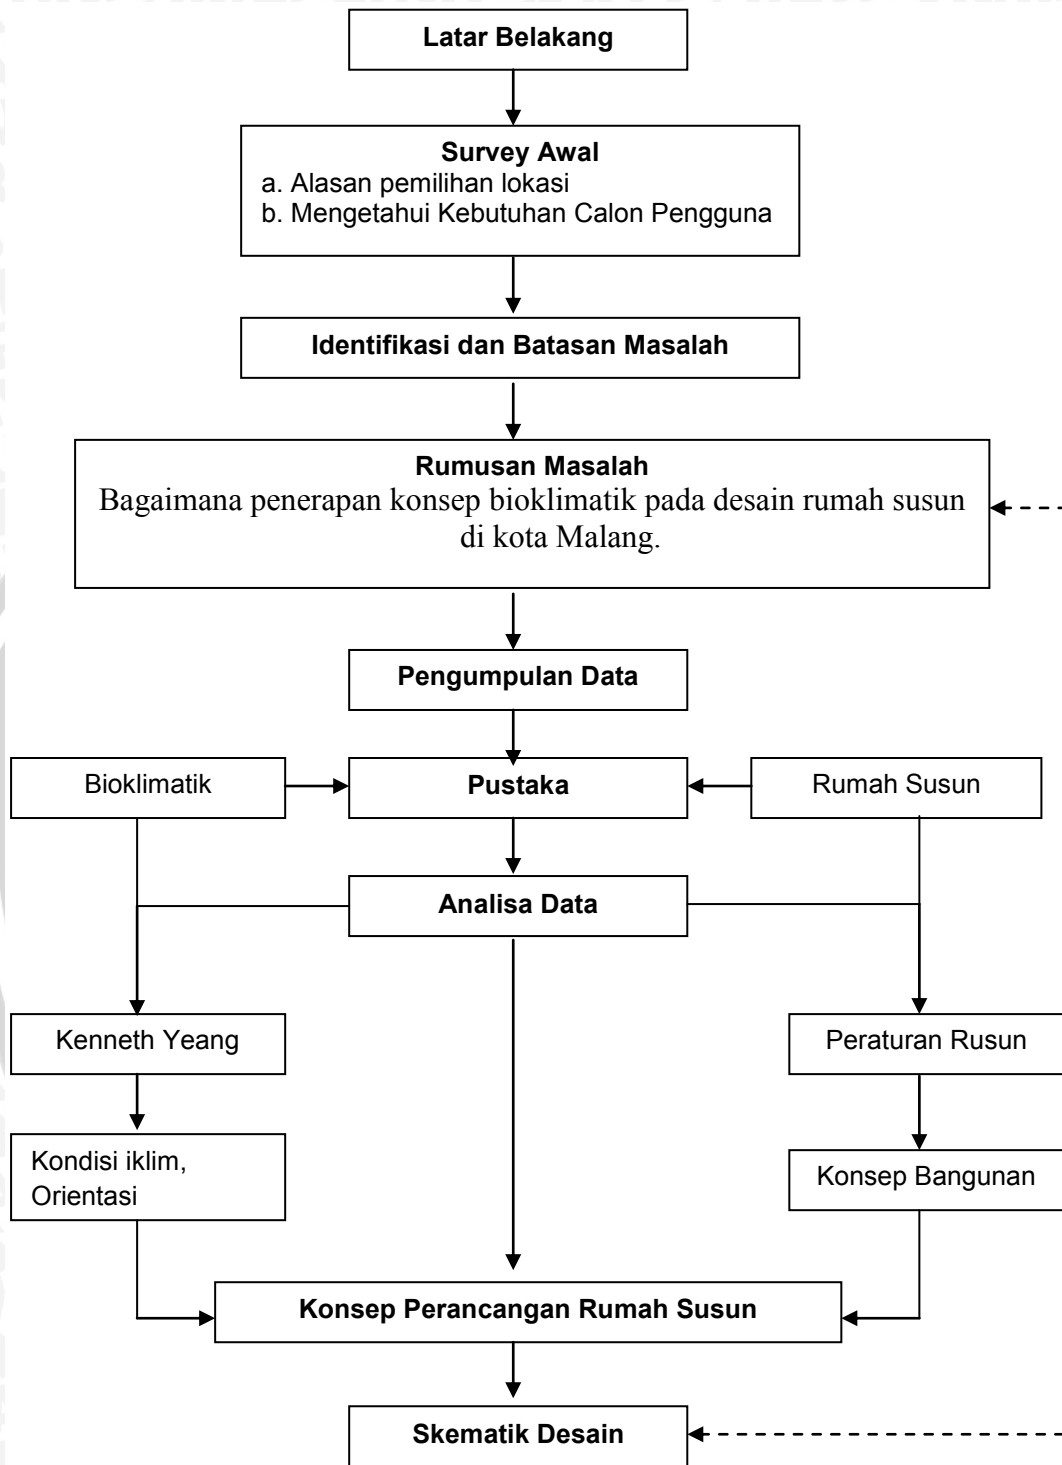 Latar Belakang
Survey Awal
a. Alasan pemilihan lokasi
b. Mengetahui Kebutuhan Calon Pengguna
Identifikasi dan Batasan Masalah
Rumusan Masalah
Bagaimana penerapan konsep bioklimatik pada desain rumah susun
di kota Malang.
Pengumpulan Data
Bioklimatik
Pustaka
Rumah Susun
Analisa Data
Kenneth Yeang
Peraturan Rusun
Kondisi iklim,
Orientasi
Konsep Bangunan
Konsep Perancangan Rumah Susun
Skematik Desain